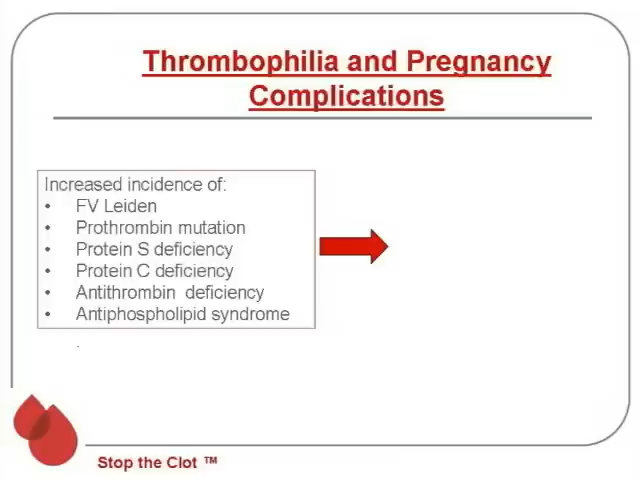 Thrombophilia and Pregnancy
Complications
Increased incidence of:
• FV Leiden
• Prothrombin mutation
• Protein S deficiency
• Protein C deficiency
• Antithrombin deficiency
• Antiphospholipid syndrome
.
Stop the Clot ™